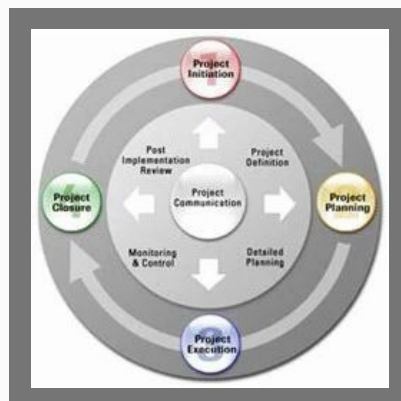 Project
Initiation
Post
Implementation
Review
Project
Definition
Project
Closure
Project
Communication
Project
Planning
Monitoring
& Control
Detailed
Planning
Project
Execution